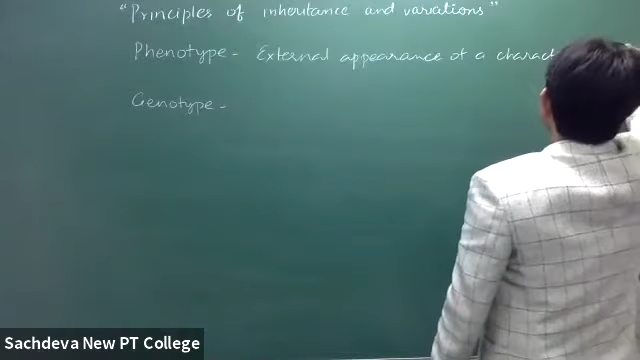 "Principles of inheritance and variations"
Phenotype - External appearance of a charact
Genotype -
Sachdeva New PT College